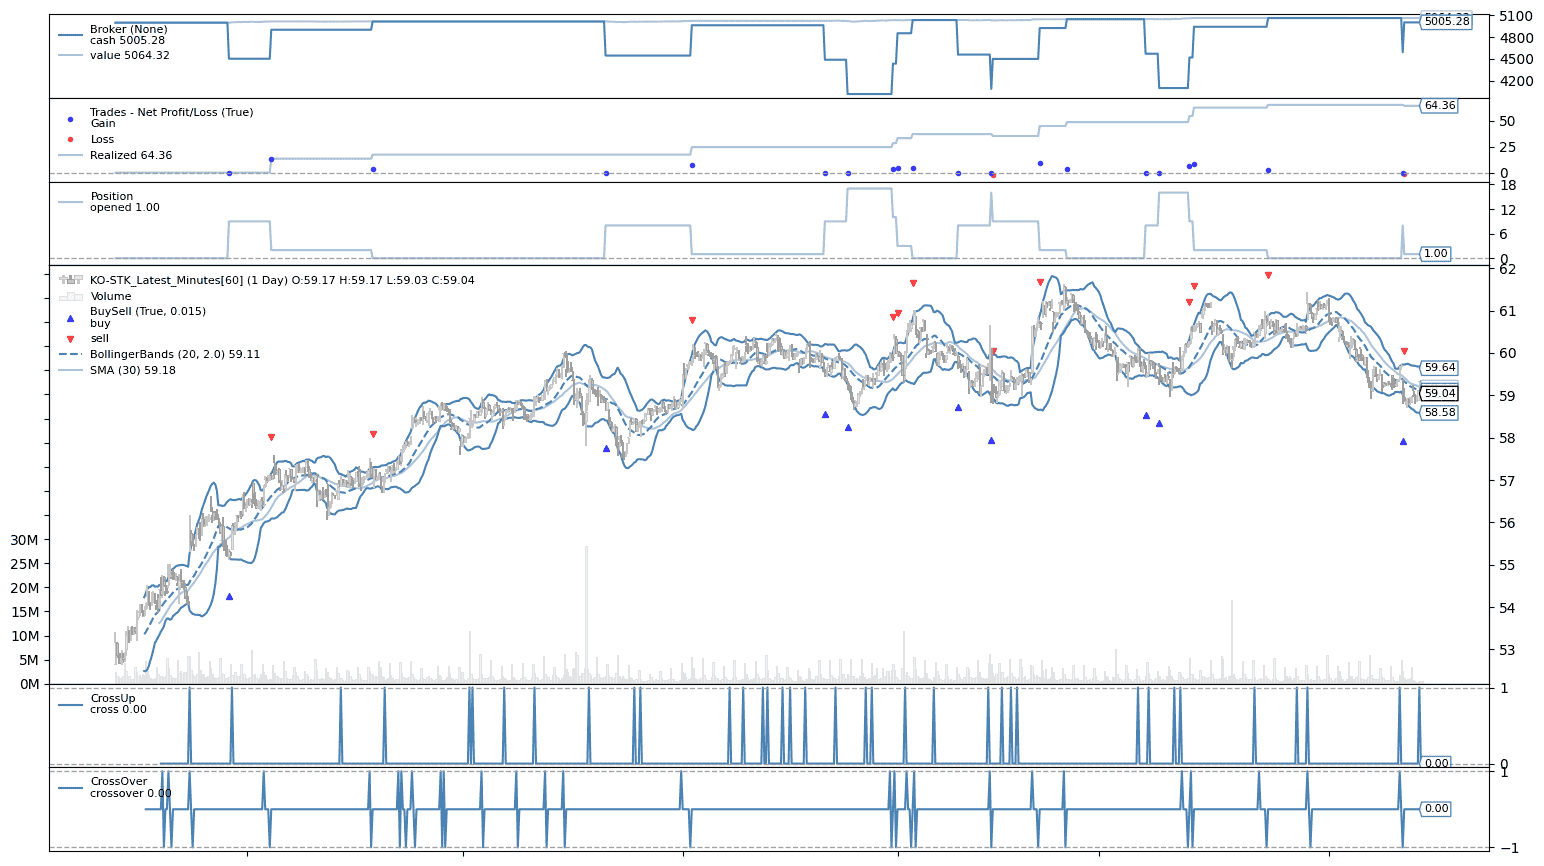 Broker (None)
cash 5005.28
value 5064.32
5005.28
5100
4800
4500
4200
Trades - Net Profit/Loss (True)
Gain
Loss
Realized 64.36
64.36
50
25
0
Position
opened 1.00
1.00
18
12
6
0
KO-STK_Latest_Minutes[60] (1 Day) O:59.17 H:59.17 L:59.03 C:59.04
Volume
BuySell (True, 0.015)
buy
sell
BollingerBands (20, 2.0) 59.11
SMA (30) 59.18
59.64
59.04
58.58
62
61
60
59
58
57
56
55
54
53
30M
25M
20M
15M
10M
5M
0M
CrossUp
cross 0.00
0.00
1
0
CrossOver
crossover 0.00
0.00
1
−1